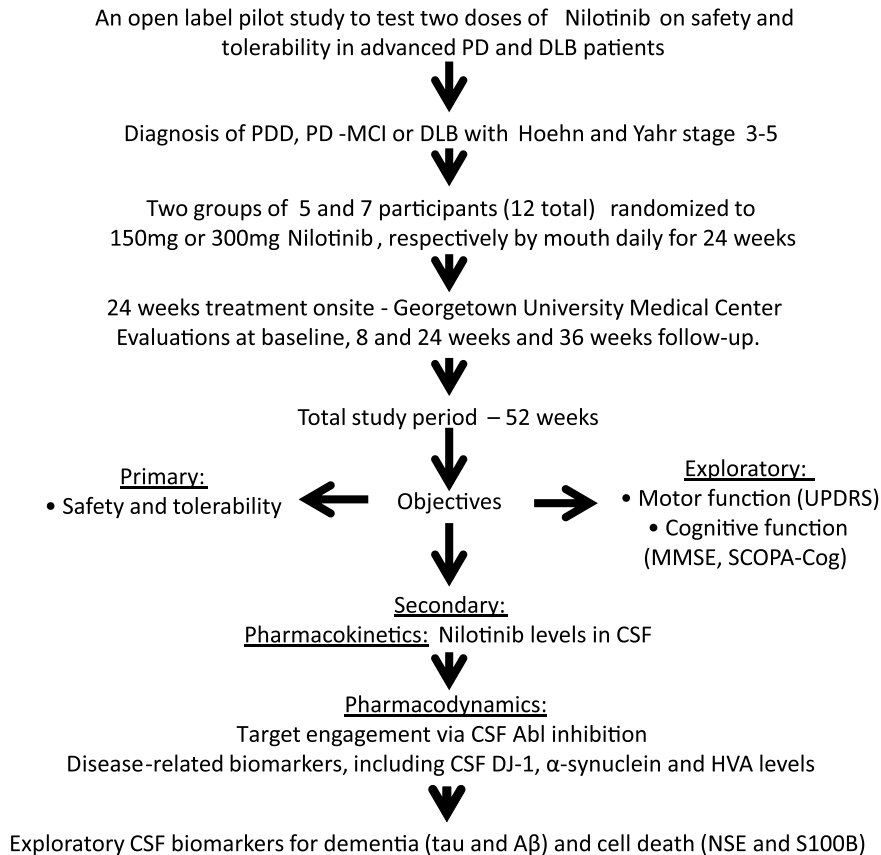 An open label pilot study to test two doses of Nilotinib on safety and
tolerability in advanced PD and DLB patients
Diagnosis of PDD, PD -MCI or DLB with Hoehn and Yahr stage 3-5
Two groups of 5 and 7 participants (12 total) randomized to
150mg or 300mg Nilotinib, respectively by mouth daily for 24 weeks
24 weeks treatment onsite - Georgetown University Medical Center
Evaluations at baseline, 8 and 24 weeks and 36 weeks follow-up.
Total study period – 52 weeks
Objectives
Primary:
• Safety and tolerability
Exploratory:
• Motor function (UPDRS)
• Cognitive function
(MMSE, SCOPA-Cog)
Secondary:
Pharmacokinetics: Nilotinib levels in CSF
Pharmacodynamics:
Target engagement via CSF Abl inhibition
Disease-related biomarkers, including CSF DJ-1, α-synuclein and HVA levels
Exploratory CSF biomarkers for dementia (tau and Aβ) and cell death (NSE and S100B)